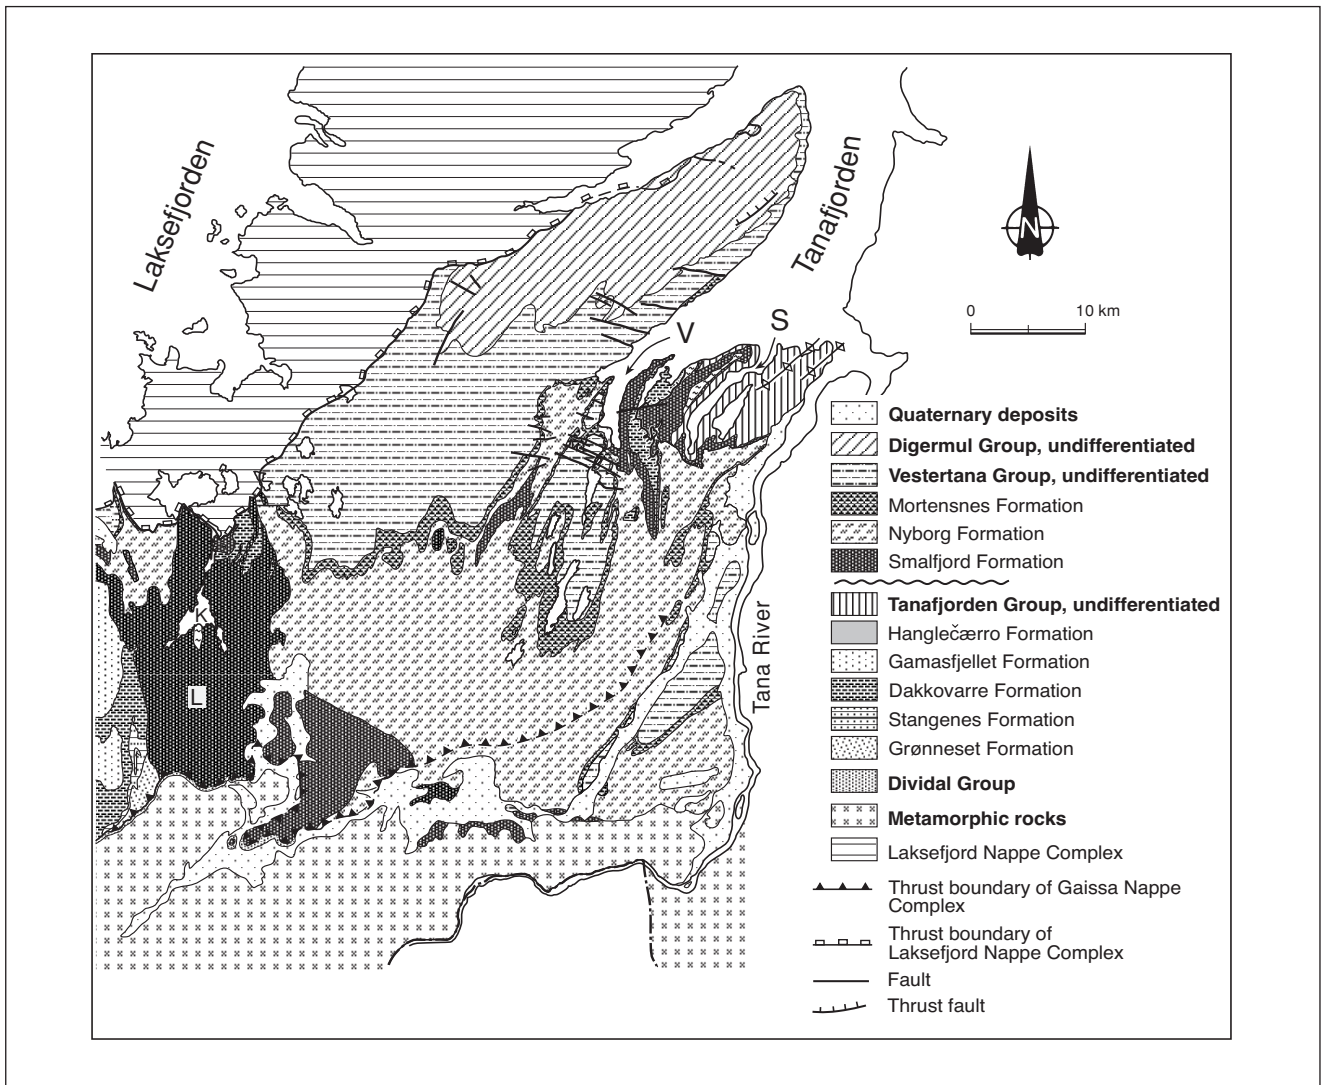 Laksefjorden
Tanafjorden
N
0 10 km
V
S
K
L
Tana River
Quaternary deposits
Digermul Group, undifferentiated
Vestertana Group, undifferentiated
Mortensnes Formation
Nyborg Formation
Smalfjord Formation
Tanafjorden Group, undifferentiated
Hanglečærro Formation
Gamasfjellet Formation
Dakkovarre Formation
Stangenes Formation
Grønneset Formation
Dividal Group
Metamorphic rocks
Laksefjord Nappe Complex
Thrust boundary of Gaissa Nappe
Complex
Thrust boundary of
Laksefjord Nappe Complex
Fault
Thrust fault